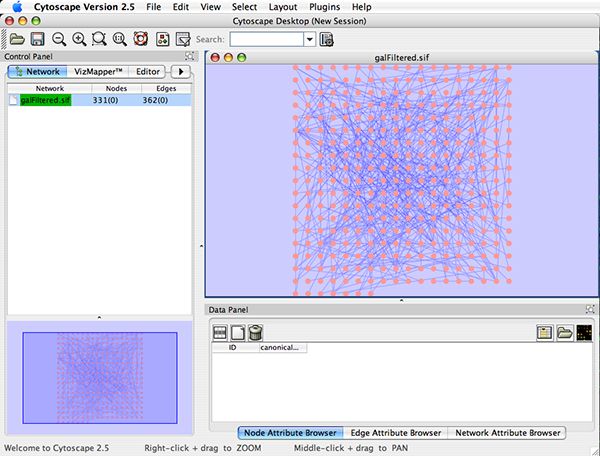 Cytoscape Version 2.5 File Edit View Select Layout Plugins Help
Cytoscape Desktop (New Session)
Search:
Control Panel
Network VizMapper™ Editor
Network Nodes Edges
galFiltered.sif 331(0) 362(0)
galFiltered.sif
Data Panel
ID canonical...
Node Attribute Browser Edge Attribute Browser Network Attribute Browser
Welcome to Cytoscape 2.5 Right-click + drag to ZOOM Middle-click + drag to PAN